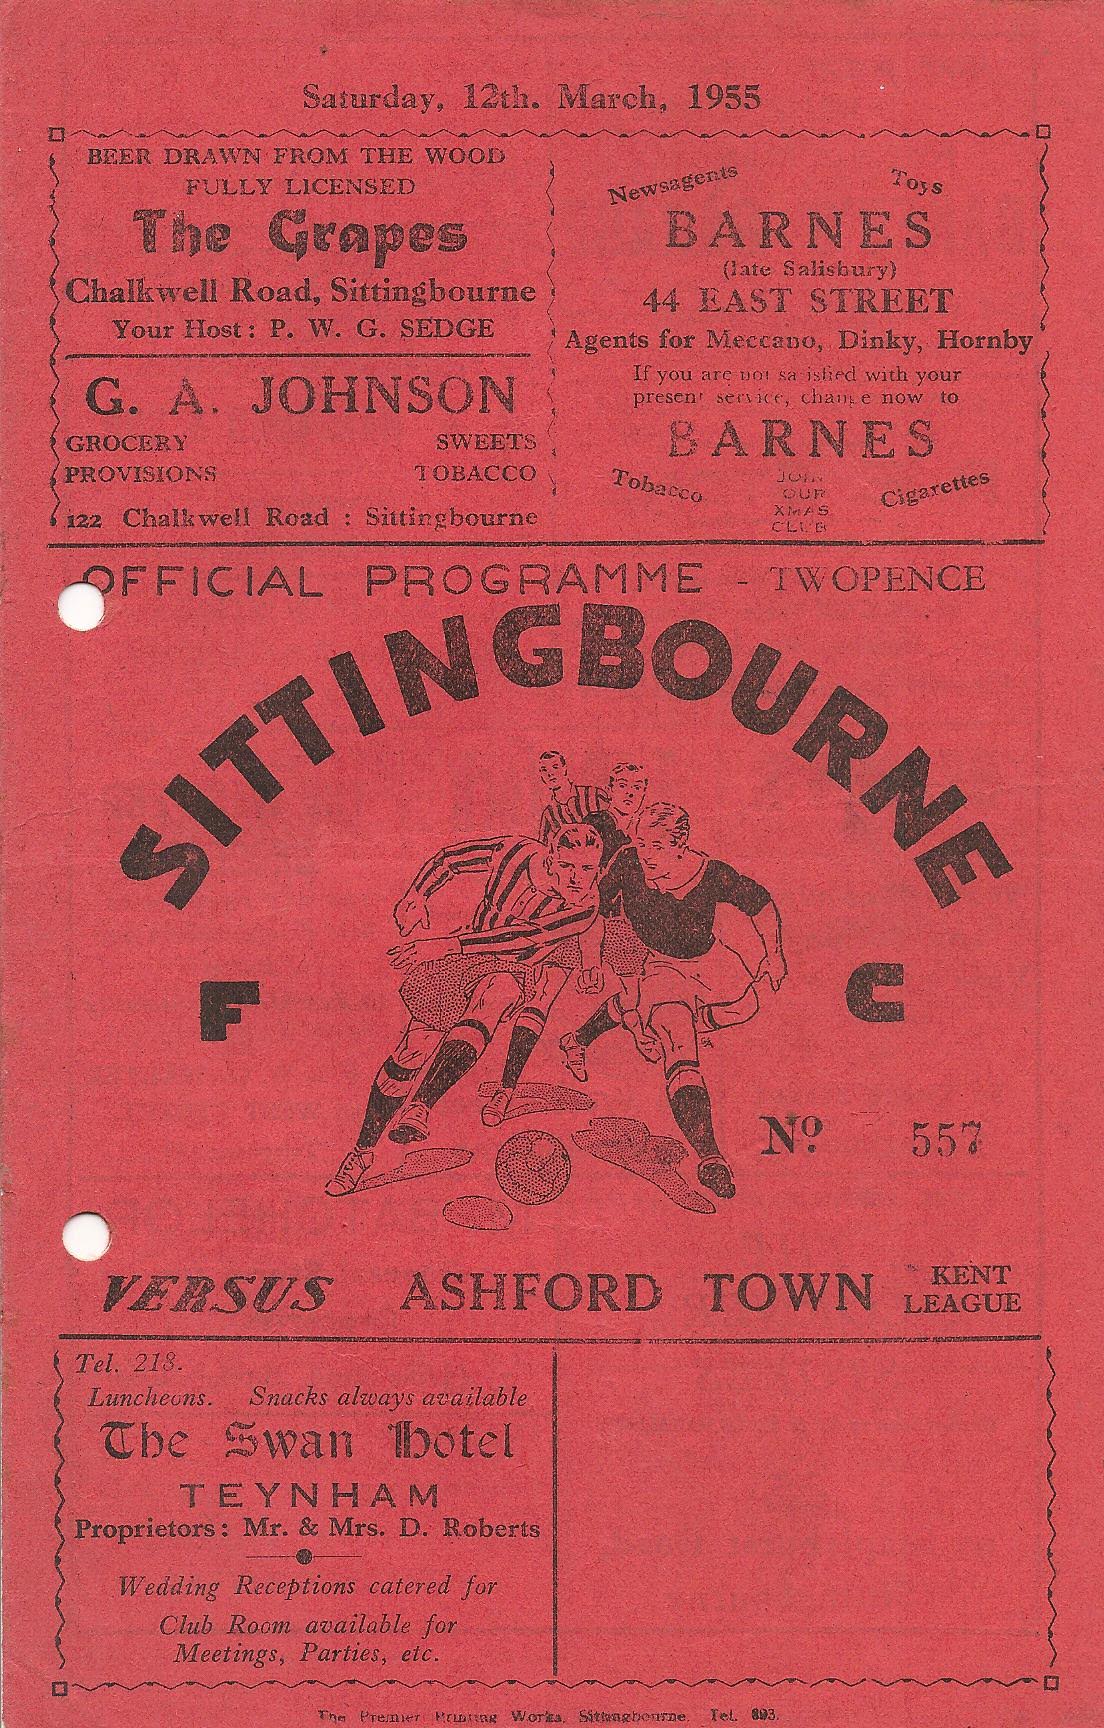 Saturday, 12th. March, 1955
BEER DRAWN FROM THE WOOD
FULLY LICENSED
The Grapes
Chalkwell Road, Sittingbourne
Your Host: P. W. G. SEDGE
G. A. JOHNSON
GROCERY SWEETS
PROVISIONS TOBACCO
122 Chalkwell Road : Sittingbourne
Newsagents Toys
BARNES
(late Salisbury)
44 EAST STREET
Agents for Meccano, Dinky, Hornby
If you are not satisfied with your
present service, change now to
BARNES
Tobacco Cigarettes
JOIN
OUR
XMAS
CLUB
OFFICIAL PROGRAMME - TWOPENCE
SITTINGBOURNE
F C
No 557
VERSUS ASHFORD TOWN KENT
LEAGUE
Tel. 218.
Luncheons. Snacks always available
The Swan Hotel
TEYNHAM
Proprietors: Mr. & Mrs. D. Roberts
Wedding Receptions catered for
Club Room available for
Meetings, Parties, etc.
The Premier Printing Works, Sittingbourne. Tel. 893.